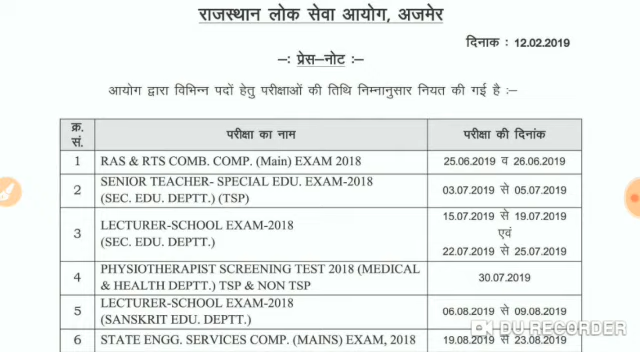 राजस्थान लोक सेवा आयोग, अजमेर
दिनांक : 12.02.2019
–: प्रेस–नोट :–
आयोग द्वारा विभिन्न पदों हेतु परीक्षाओं की तिथि निम्नानुसार नियत की गई है :–
क्र. सं. परीक्षा का नाम परीक्षा की दिनांक
1 RAS & RTS COMB. COMP. (Main) EXAM 2018 25.06.2019 व 26.06.2019
2 SENIOR TEACHER- SPECIAL EDU. EXAM-2018
(SEC. EDU. DEPTT.) (TSP) 03.07.2019 से 05.07.2019
3 LECTURER-SCHOOL EXAM-2018
(SEC. EDU. DEPTT.) 15.07.2019 से 19.07.2019
एवं
22.07.2019 से 25.07.2019
4 PHYSIOTHERAPIST SCREENING TEST 2018 (MEDICAL
& HEALTH DEPTT.) TSP & NON TSP 30.07.2019
5 LECTURER-SCHOOL EXAM-2018
(SANSKRIT EDU. DEPTT.) 06.08.2019 से 09.08.2019
6 STATE ENGG. SERVICES COMP. (MAINS) EXAM, 2018 19.08.2019 से 23.08.2019
DU RECORDER